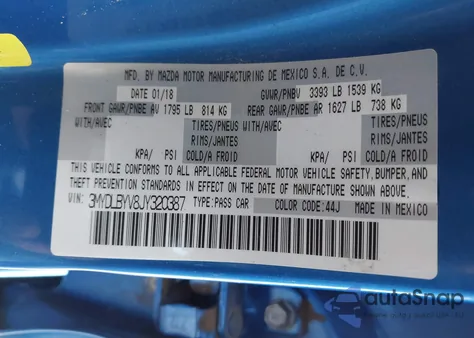 MFD. BY MAZDA MOTOR MANUFACTURING DE MEXICO S.A. DE C.V.
DATE 01/18 GVWR/PNBV 3393 LB 1539 KG
FRONT GAWR/PNBE AV 1795 LB 814 KG REAR GAWR/PNBE AR 1627 LB 738 KG
WITH/AVEC TIRES/PNEUS WITH/AVEC TIRES/PNEUS
RIMS/JANTES RIMS/JANTES
KPA/ PSI COLD/A FROID KPA/ PSI COLD/A FROID
THIS VEHICLE CONFORMS TO ALL APPLICABLE FEDERAL MOTOR VEHICLE SAFETY, BUMPER, AND
THEFT PREVENTION STANDARDS IN EFFECT ON THE DATE OF MANUFACTURE SHOWN ABOVE.
3MYDLBYV8JY320387 TYPE:PASS CAR COLOR:44J MADE IN MEXICO
autoSnap